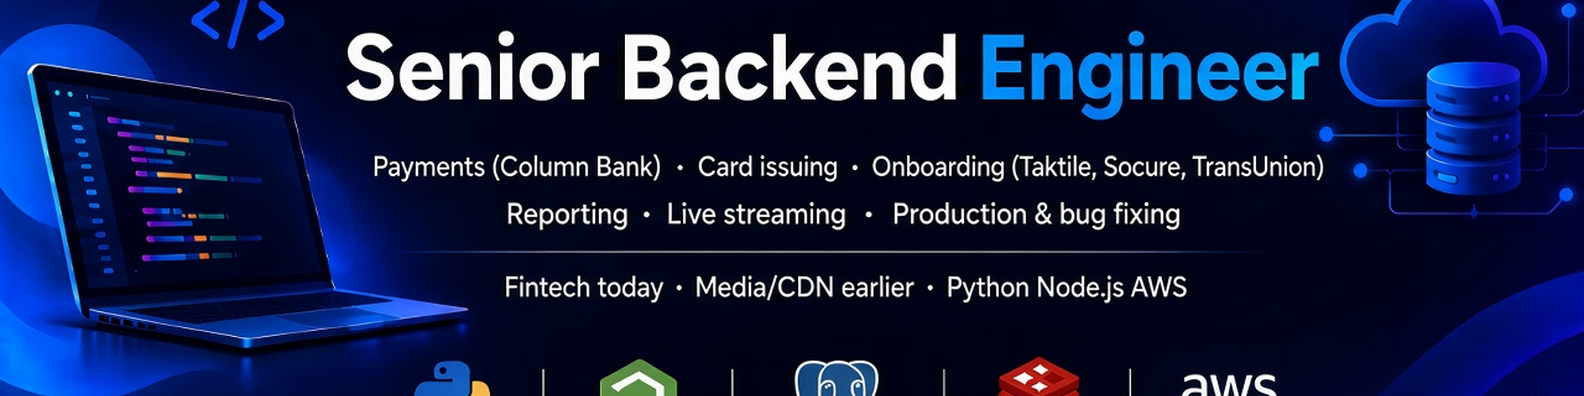 </>
Senior Backend Engineer
Payments (Column Bank) • Card issuing • Onboarding (Taktile, Socure, TransUnion)
Reporting • Live streaming • Production & bug fixing
Fintech today • Media/CDN earlier • Python Node.js AWS
aws